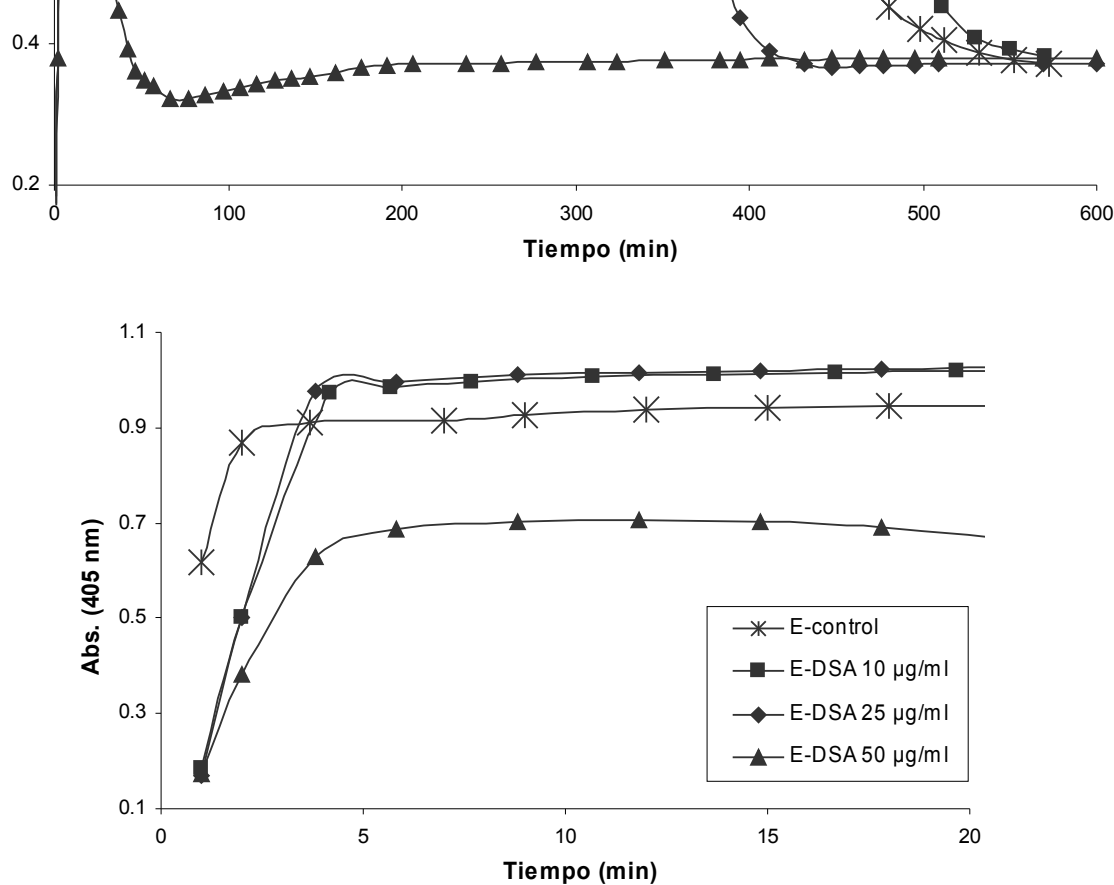 0.4
0.2
0 100 200 300 400 500 600
Tiempo (min)
1.1
0.9
0.7
0.5
0.3
0.1
Abs. (405 nm)
E-control
E-DSA 10 µg/ml
E-DSA 25 µg/ml
E-DSA 50 µg/ml
0 5 10 15 20
Tiempo (min)